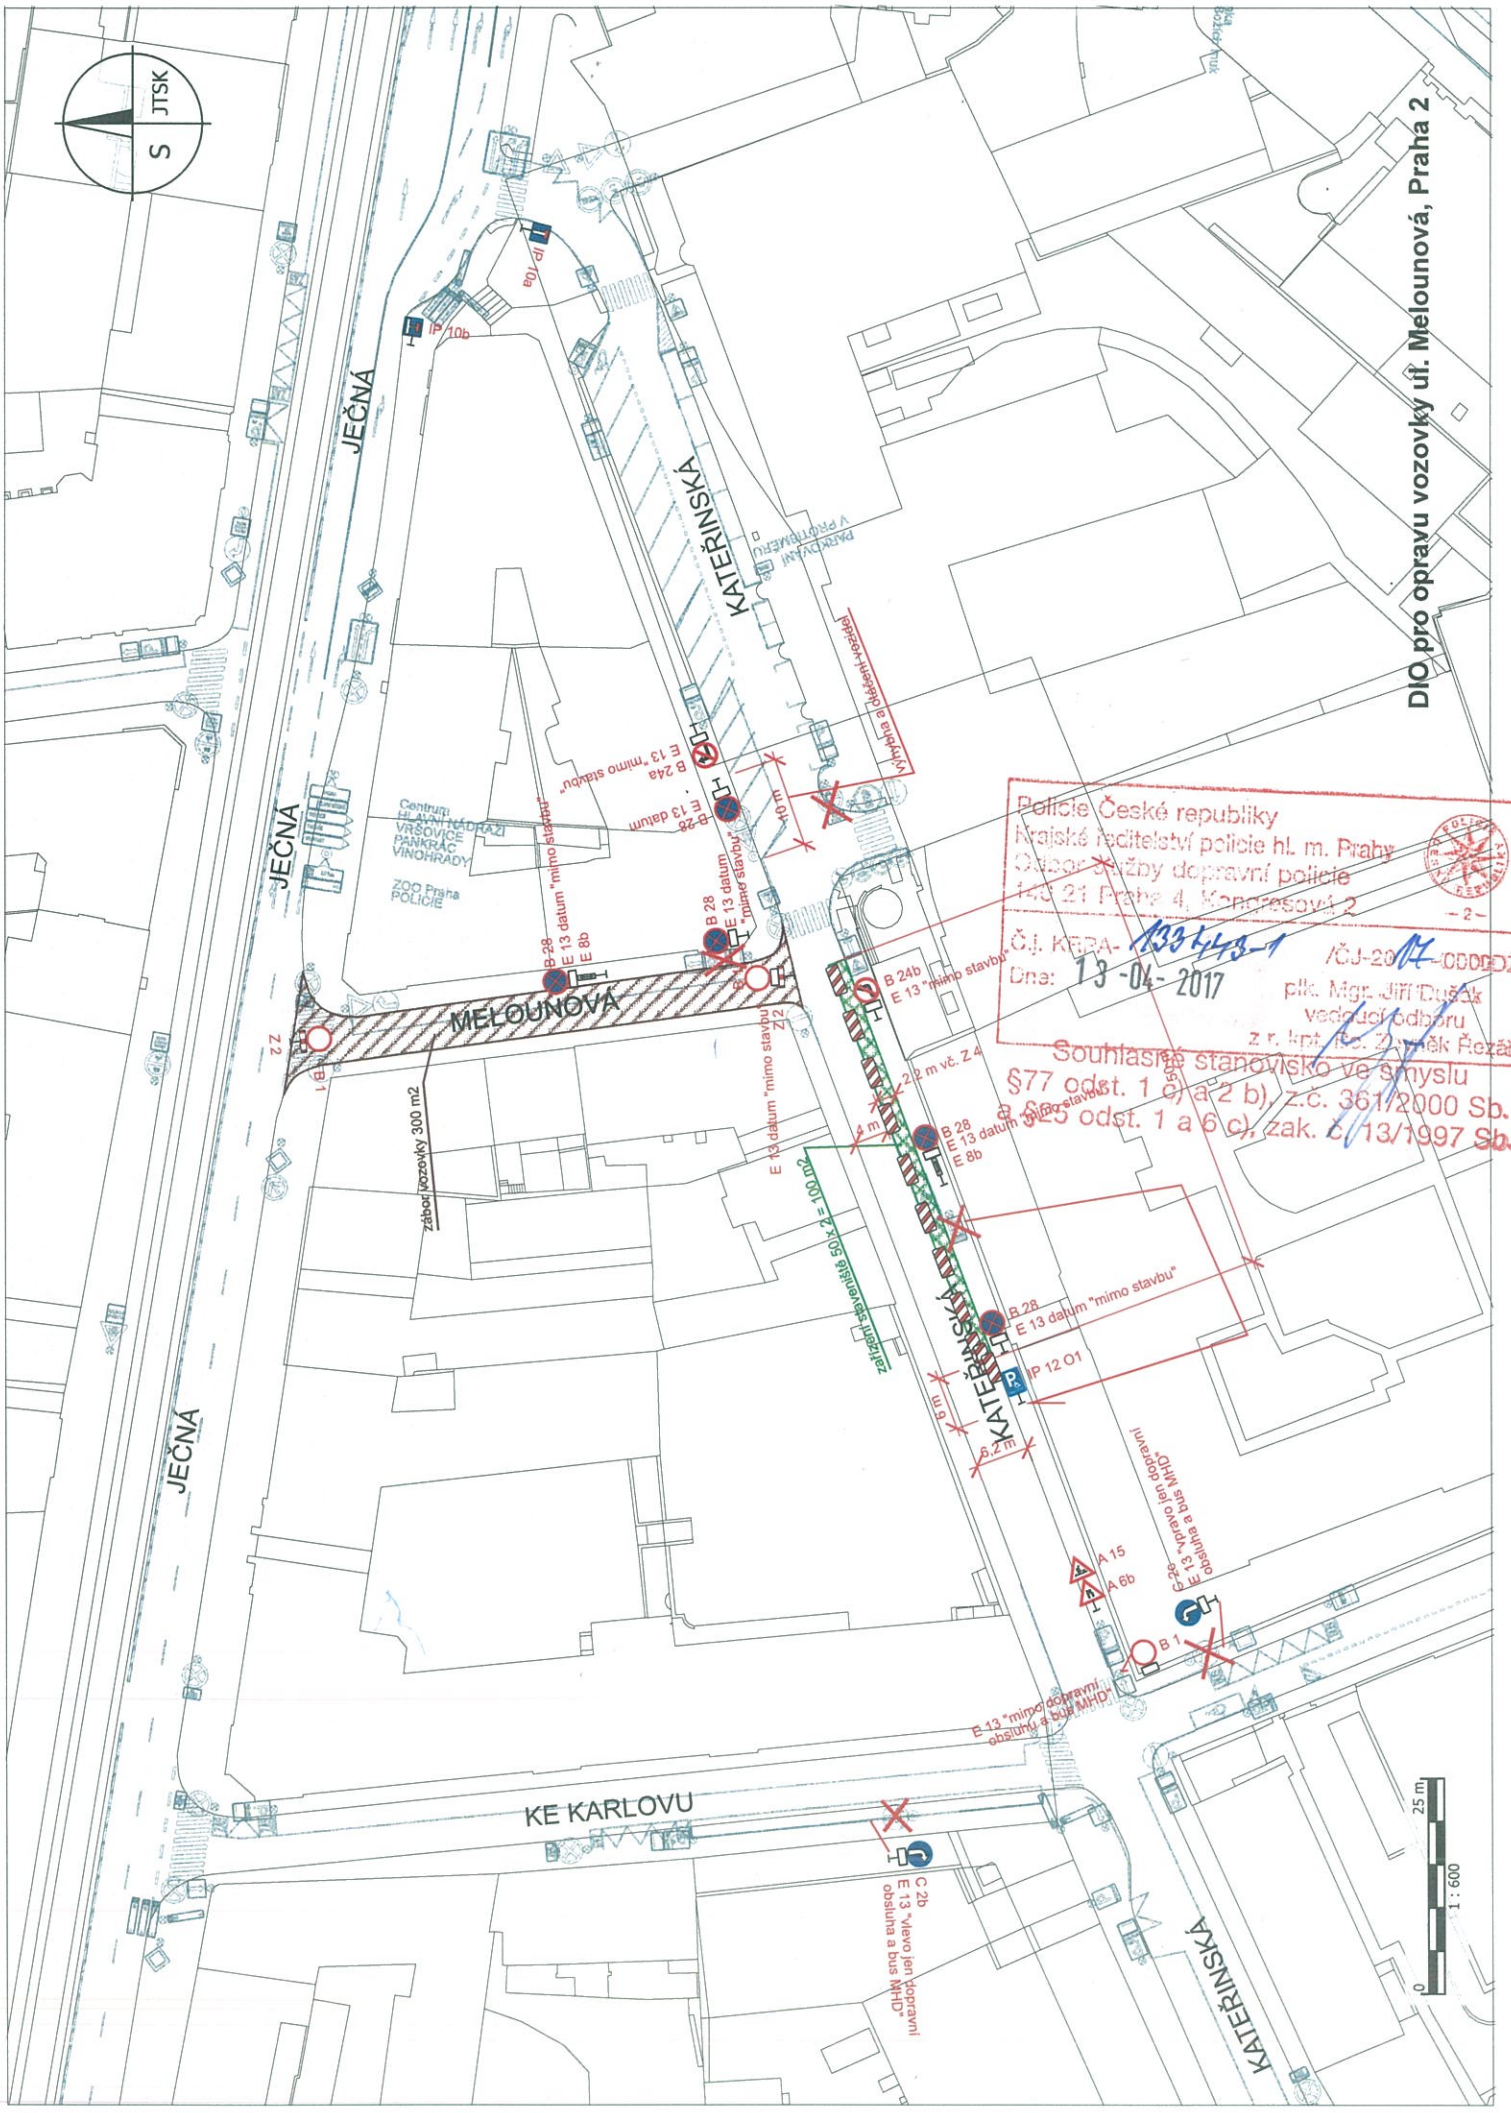 S JTSK
JEČNÁ
JEČNÁ
JEČNÁ
IP 10b
IP 10a
KATEŘINSKÁ
PARKOVÁNÍ
V PROTISMĚRU
Centrum
HLAVNÍ NÁDRAŽÍ
VRŠOVICE
PANKRÁC
VINOHRADY
ZOO Praha
POLICIE
B 24a
E 13 "mimo stavbu"
B 28
E 13 datum
B 28
E 13 datum
"mimo stavbu"
B 28
E 13 datum "mimo stavbu"
E 8b
10 m
výhybna a otáčení vozidel
MELOUNOVÁ
Z 2
B 1
Z 2
E 13 datum "mimo stavbu"
zábor vozovky 300 m2
B 24b
E 13 "mimo stavbu"
2,2 m vč. Z 4
4 m
B 28
E 13 datum "mimo stavbu"
E 8b
zařízení staveniště 50 x 2 = 100 m2
KATEŘINSKÁ
B 28
E 13 datum "mimo stavbu"
IP 12 O1
6 m
6,2 m
A 15
A 6b
C 2e
E 13 "vpravo jen dopravní
obsluha a bus MHD"
B 1
E 13 "mimo dopravní
obsluhu a bus MHD"
KE KARLOVU
C 2b
E 13 "vlevo jen dopravní
obsluha a bus MHD"
KATEŘINSKÁ
DIO pro opravu vozovky ul. Melounová, Praha 2
Policie České republiky
Krajské ředitelství policie hl. m. Prahy
Odbor služby dopravní policie
140 21 Praha 4, Kongresová 2
- 2 -
Č.j. KRPA- 133443-1 /ČJ-2017-0000DŽ
Dne: 13 -04- 2017
plk. Mgr. Jiří Dušek
vedoucí odboru
Souhlasné stanovisko ve smyslu
§77 odst. 1 c) a 2 b), z.č. 361/2000 Sb.
a §25 odst. 1 a 6 c), zak. č. 13/1997 Sb.
0 25 m
1 : 600